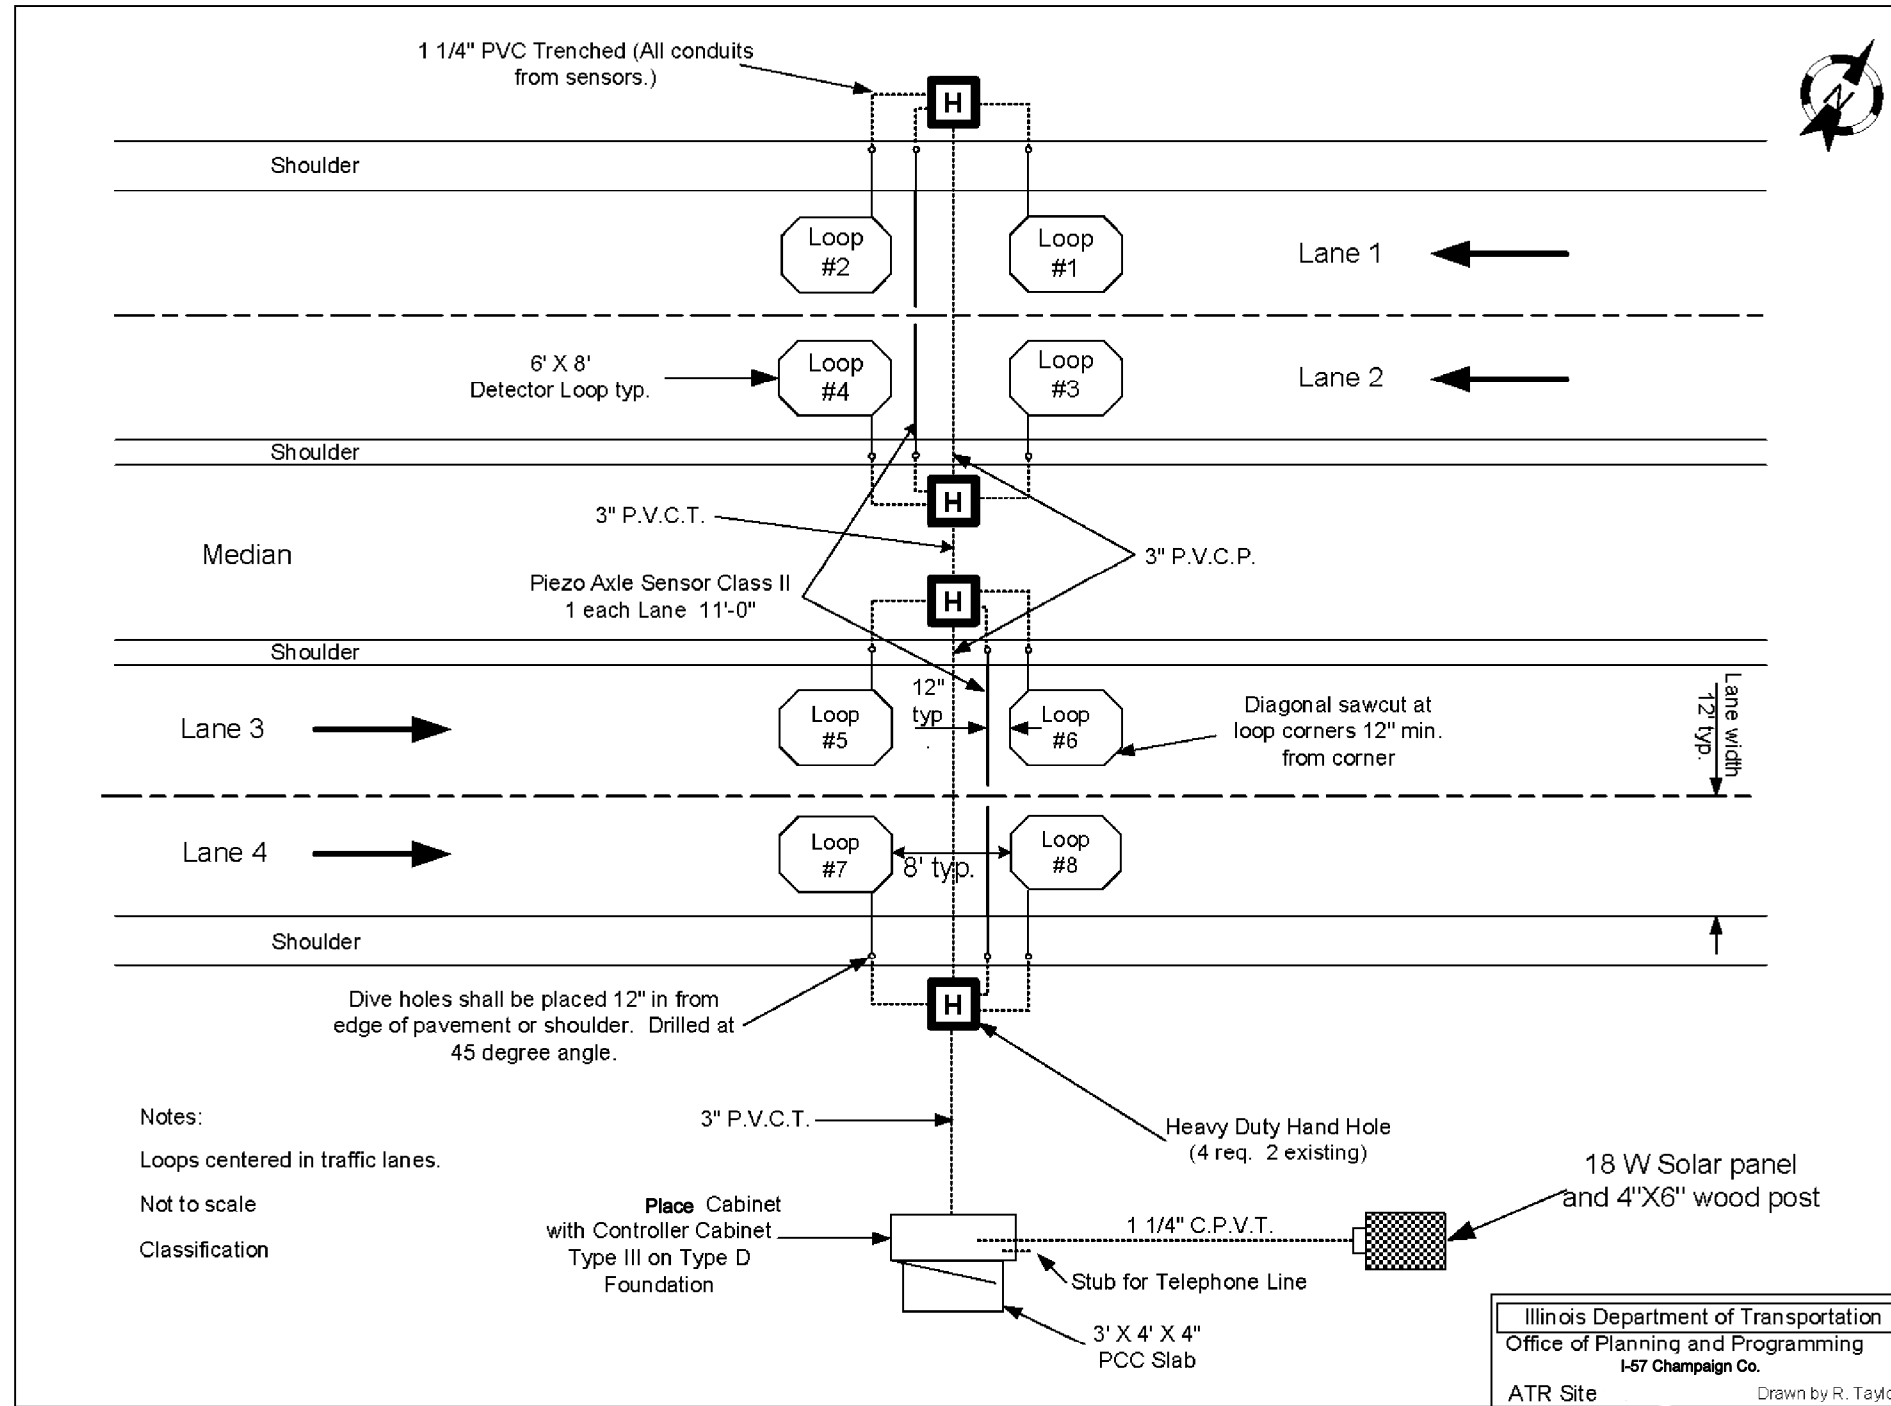 1 1/4" PVC Trenched (All conduits
from sensors.)
H
N
Shoulder
Loop
#2
Loop
#1
Lane 1
6' X 8'
Detector Loop typ.
Loop
#4
Loop
#3
Lane 2
Shoulder
H
3" P.V.C.T.
Median
3" P.V.C.P.
Piezo Axle Sensor Class II
1 each Lane 11'-0"
H
Shoulder
Lane 3
Loop
#5
12"
typ
.
Loop
#6
Diagonal sawcut at
loop corners 12" min.
from corner
Lane width
12' typ.
Lane 4
Loop
#7
8' typ.
Loop
#8
Shoulder
Dive holes shall be placed 12" in from
edge of pavement or shoulder. Drilled at
45 degree angle.
H
3" P.V.C.T.
Heavy Duty Hand Hole
(4 req. 2 existing)
Notes:
Loops centered in traffic lanes.
Not to scale
Classification
Place Cabinet
with Controller Cabinet
Type III on Type D
Foundation
1 1/4" C.P.V.T.
Stub for Telephone Line
18 W Solar panel
and 4"X6" wood post
3' X 4' X 4"
PCC Slab
Illinois Department of Transportation
Office of Planning and Programming
I-57 Champaign Co.
ATR Site
Drawn by R. Taylo